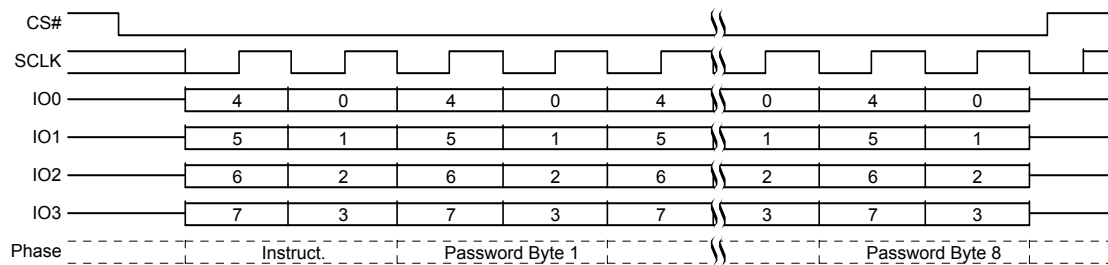 CS#
SCLK
IO0 4 0 4 0 4 0 4 0
IO1 5 1 5 1 5 1 5 1
IO2 6 2 6 2 6 2 6 2
IO3 7 3 7 3 7 3 7 3
Phase Instruct. Password Byte 1 Password Byte 8